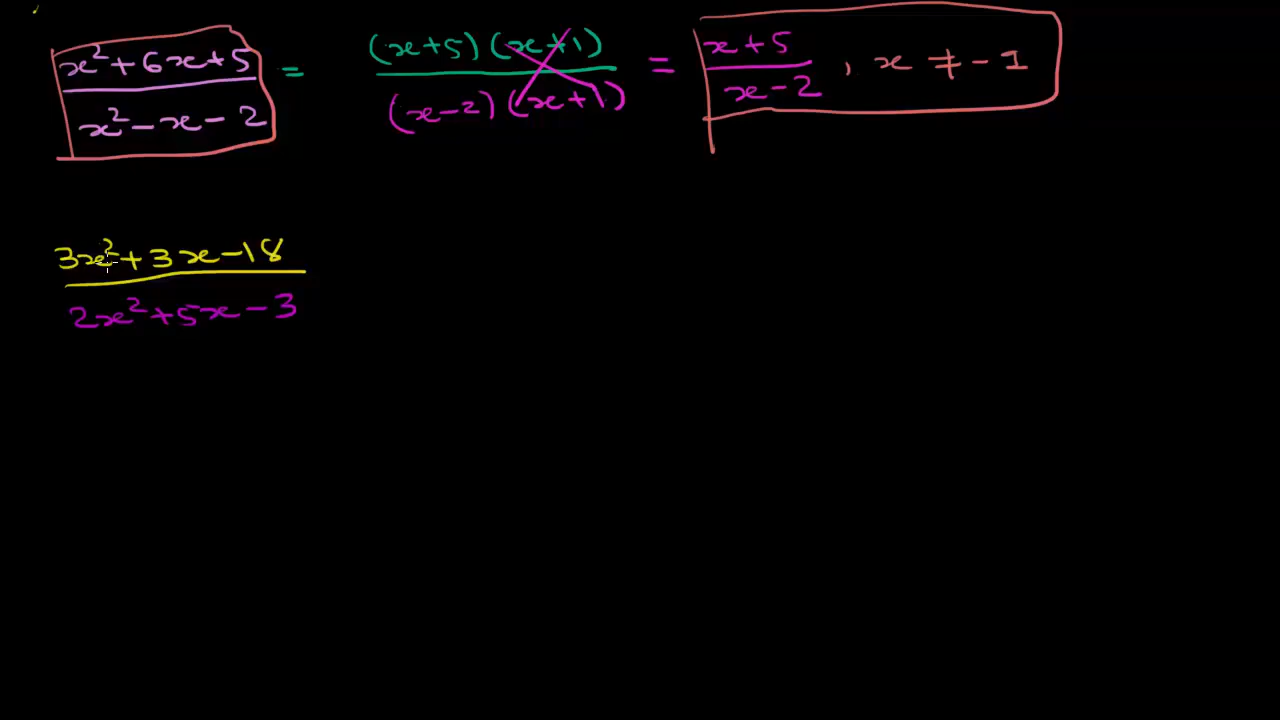 x² + 6x + 5 / x² - x - 2 = (x+5)(x+1) / (x-2)(x+1) = x+5 / x-2 , x ≠ -1
3x² + 3x - 18 / 2x² + 5x - 3